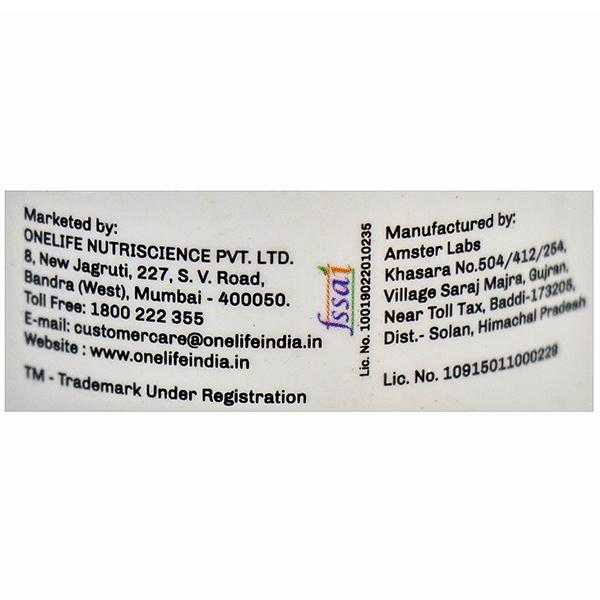 Marketed by:
ONELIFE NUTRISCIENCE PVT. LTD.
8, New Jagruti, 227, S. V. Road,
Bandra (West), Mumbai - 400050.
Toll Free: 1800 222 355
E-mail: customercare@onelifeindia.in
Website : www.onelifeindia.in
TM - Trademark Under Registration
fssai
Lic. No. 10019022010235
Manufactured by:
Amster Labs
Khasara No.504/412/254,
Village Saraj Majra, Gujran,
Near Toll Tax, Baddi-173205,
Dist.- Solan, Himachal Pradesh
Lic. No. 10915011000229